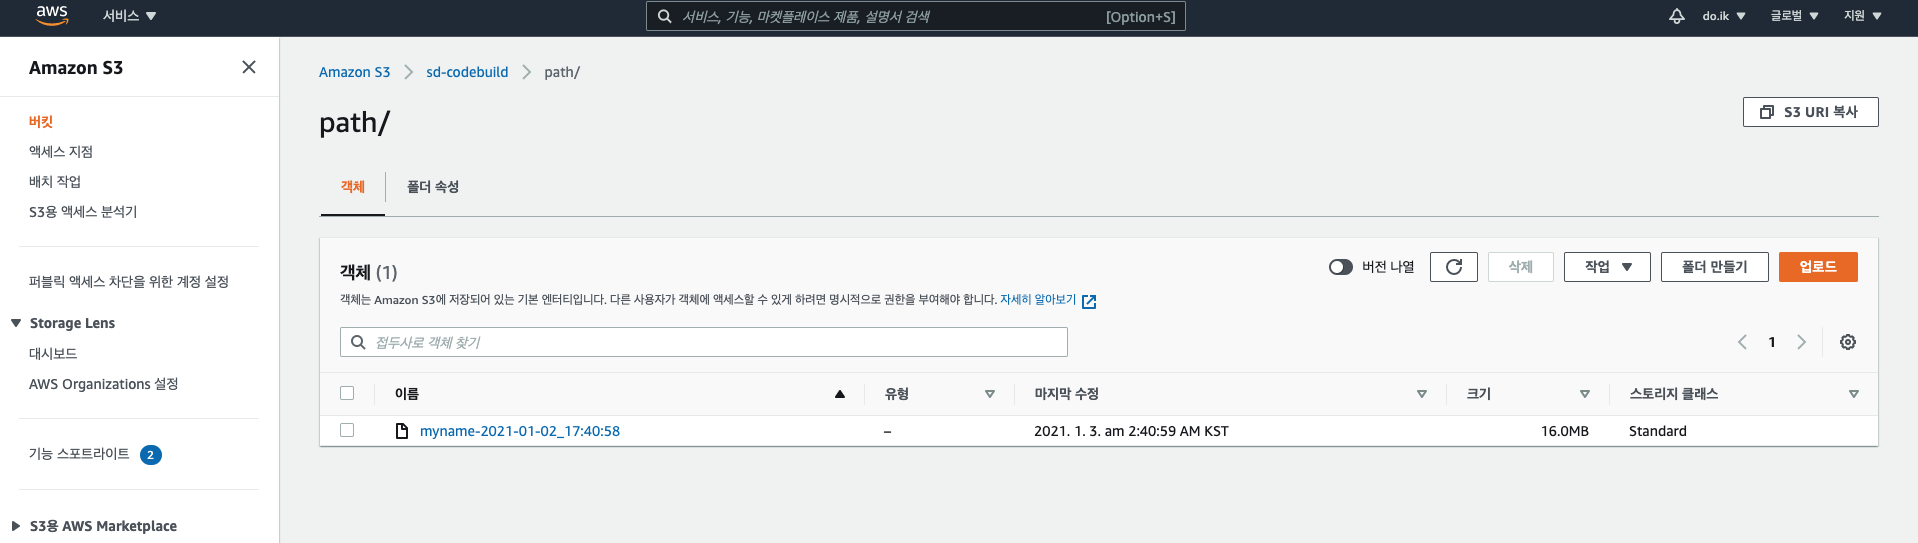 aws 서비스 ▼ 서비스, 기능, 마켓플레이스 제품, 설명서 검색 [Option+S] do.ik ▼ 글로벌 ▼ 지원 ▼
Amazon S3
버킷
액세스 지점
배치 작업
S3용 액세스 분석기
퍼블릭 액세스 차단을 위한 계정 설정
Storage Lens
대시보드
AWS Organizations 설정
기능 스포트라이트 2
S3용 AWS Marketplace
Amazon S3 > sd-codebuild > path/
path/
S3 URI 복사
객체 폴더 속성
객체 (1)
버전 나열 삭제 작업 ▼ 폴더 만들기 업로드
객체는 Amazon S3에 저장되어 있는 기본 엔터티입니다. 다른 사용자가 객체에 액세스할 수 있게 하려면 명시적으로 권한을 부여해야 합니다. 자세히 알아보기
접두사로 객체 찾기
< 1 >
이름 유형 마지막 수정 크기 스토리지 클래스
myname-2021-01-02_17:40:58 – 2021. 1. 3. am 2:40:59 AM KST 16.0MB Standard